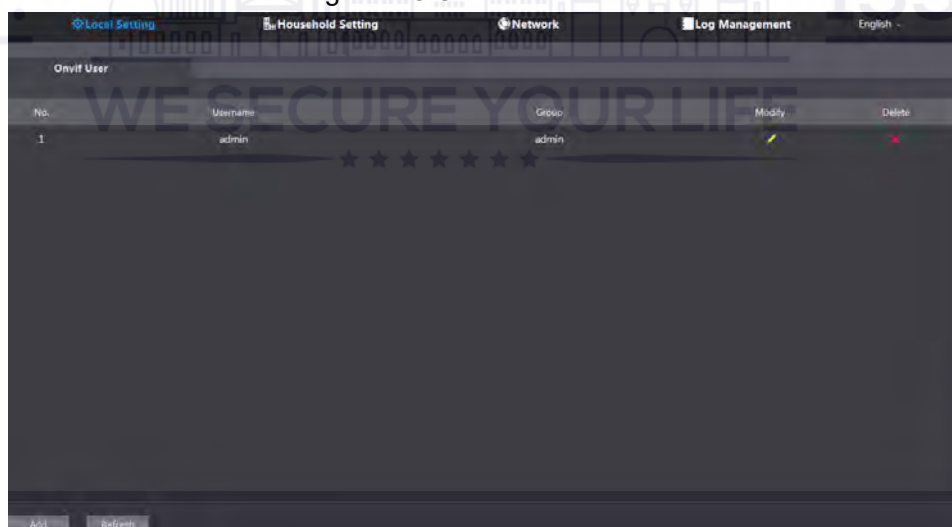 Local Setting Household Setting Network Log Management English
Onvif User
WE SECURE YOUR LIFE
No. Username Group Modify Delete
1 admin admin
Add Refresh